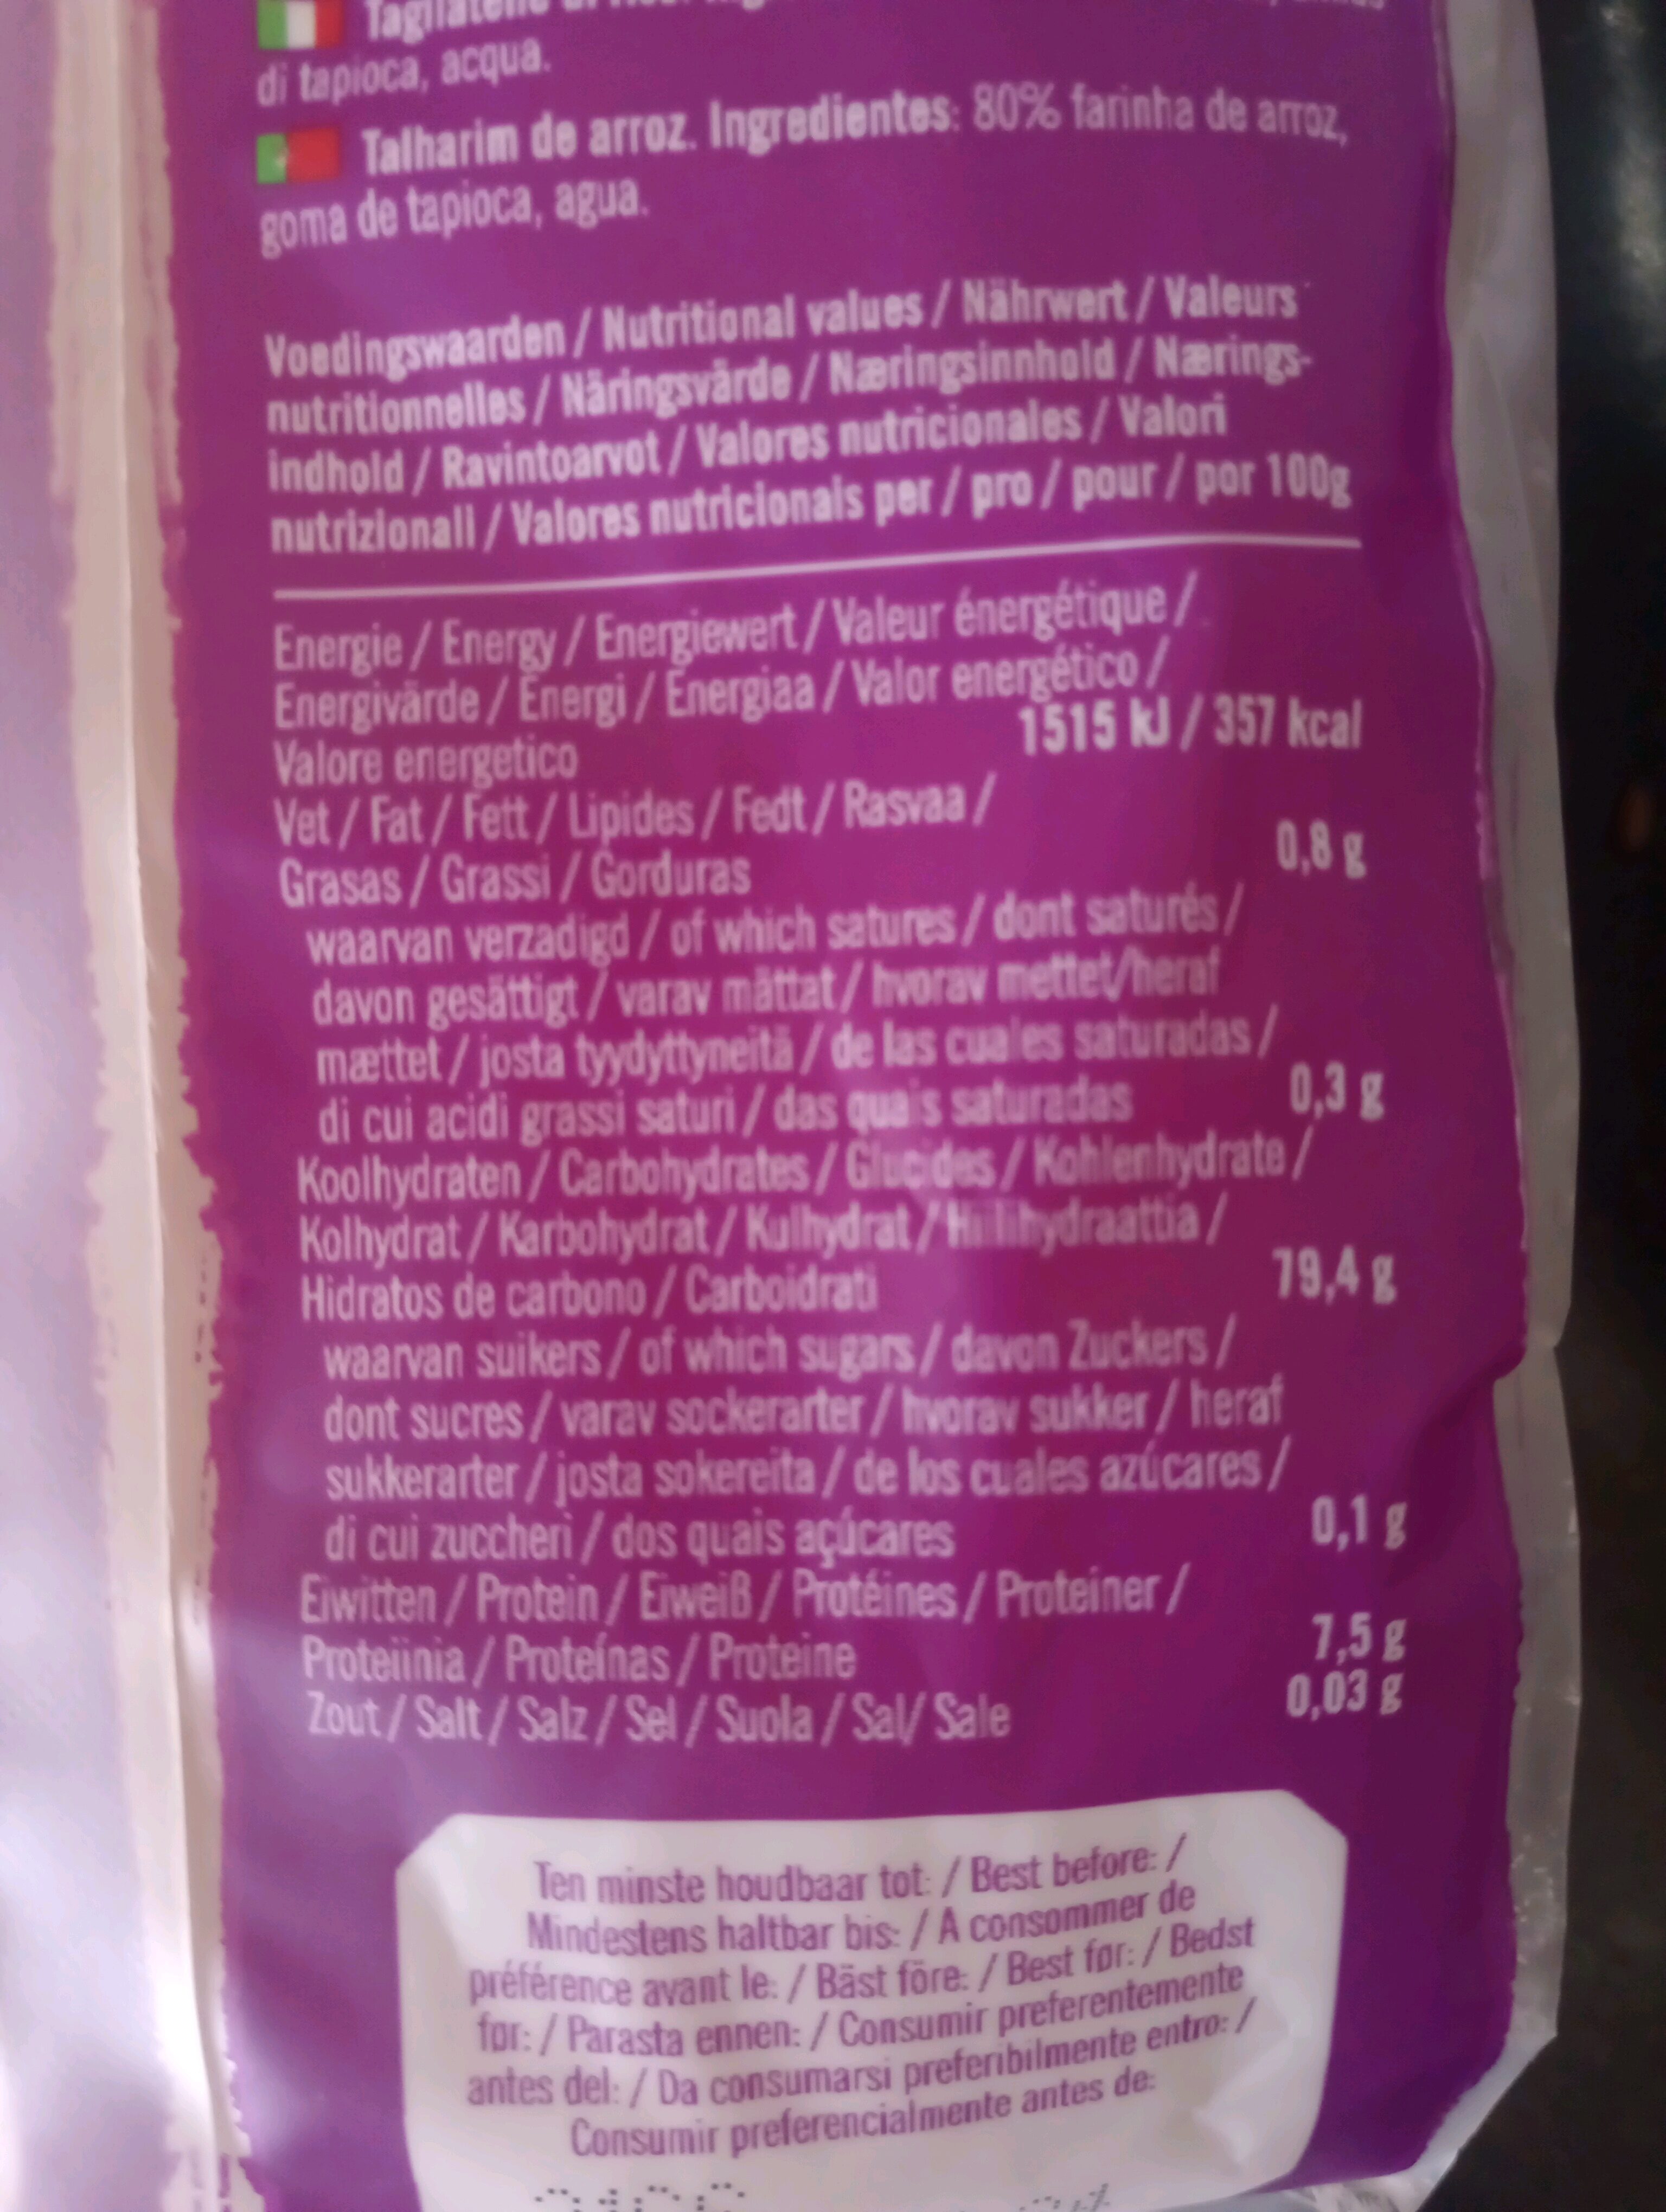 di tapioca, acqua.
Talharim de arroz. Ingredientes: 80% farinha de arroz,
goma de tapioca, agua.
Voedingswaarden / Nutritional values / Nährwert / Valeurs
nutritionnelles / Näringsvärde / Næringsinnhold / Nærings-
indhold / Ravintoarvot / Valores nutricionales / Valori
nutrizionali / Valores nutricionais per / pro / pour / por 100g
Energie / Energy / Energiewert / Valeur énergétique /
Energivärde / Energi / Energiaa / Valor energético /
Valore energetico 1515 kJ / 357 kcal
Vet / Fat / Fett / Lipides / Fedt / Rasvaa /
Grasas / Grassi / Gorduras 0,8 g
waarvan verzadigd / of which satures / dont saturés /
davon gesättigt / varav mättat / hvorav mettet/heraf
mættet / josta tyydyttyneitä / de las cuales saturadas /
di cui acidi grassi saturi / das quais saturadas 0,3 g
Koolhydraten / Carbohydrates / Glucides / Kohlenhydrate /
Kolhydrat / Karbohydrat / Kulhydrat / Hiilihydraattia /
Hidratos de carbono / Carboidrati 79,4 g
waarvan suikers / of which sugars / davon Zuckers /
dont sucres / varav sockerarter / hvorav sukker / heraf
sukkerarter / josta sokereita / de los cuales azúcares /
di cui zuccheri / dos quais açúcares 0,1 g
Eiwitten / Protein / Eiweiß / Protéines / Proteiner /
Proteiinia / Proteínas / Proteine 7,5 g
Zout / Salt / Salz / Sel / Suola / Sal/ Sale 0,03 g
Ten minste houdbaar tot: / Best before: /
Mindestens haltbar bis: / A consommer de
préférence avant le: / Bäst före: / Best før: / Bedst
før: / Parasta ennen: / Consumir preferentemente
antes del: / Da consumarsi preferibilmente entro: /
Consumir preferencialmente antes de: